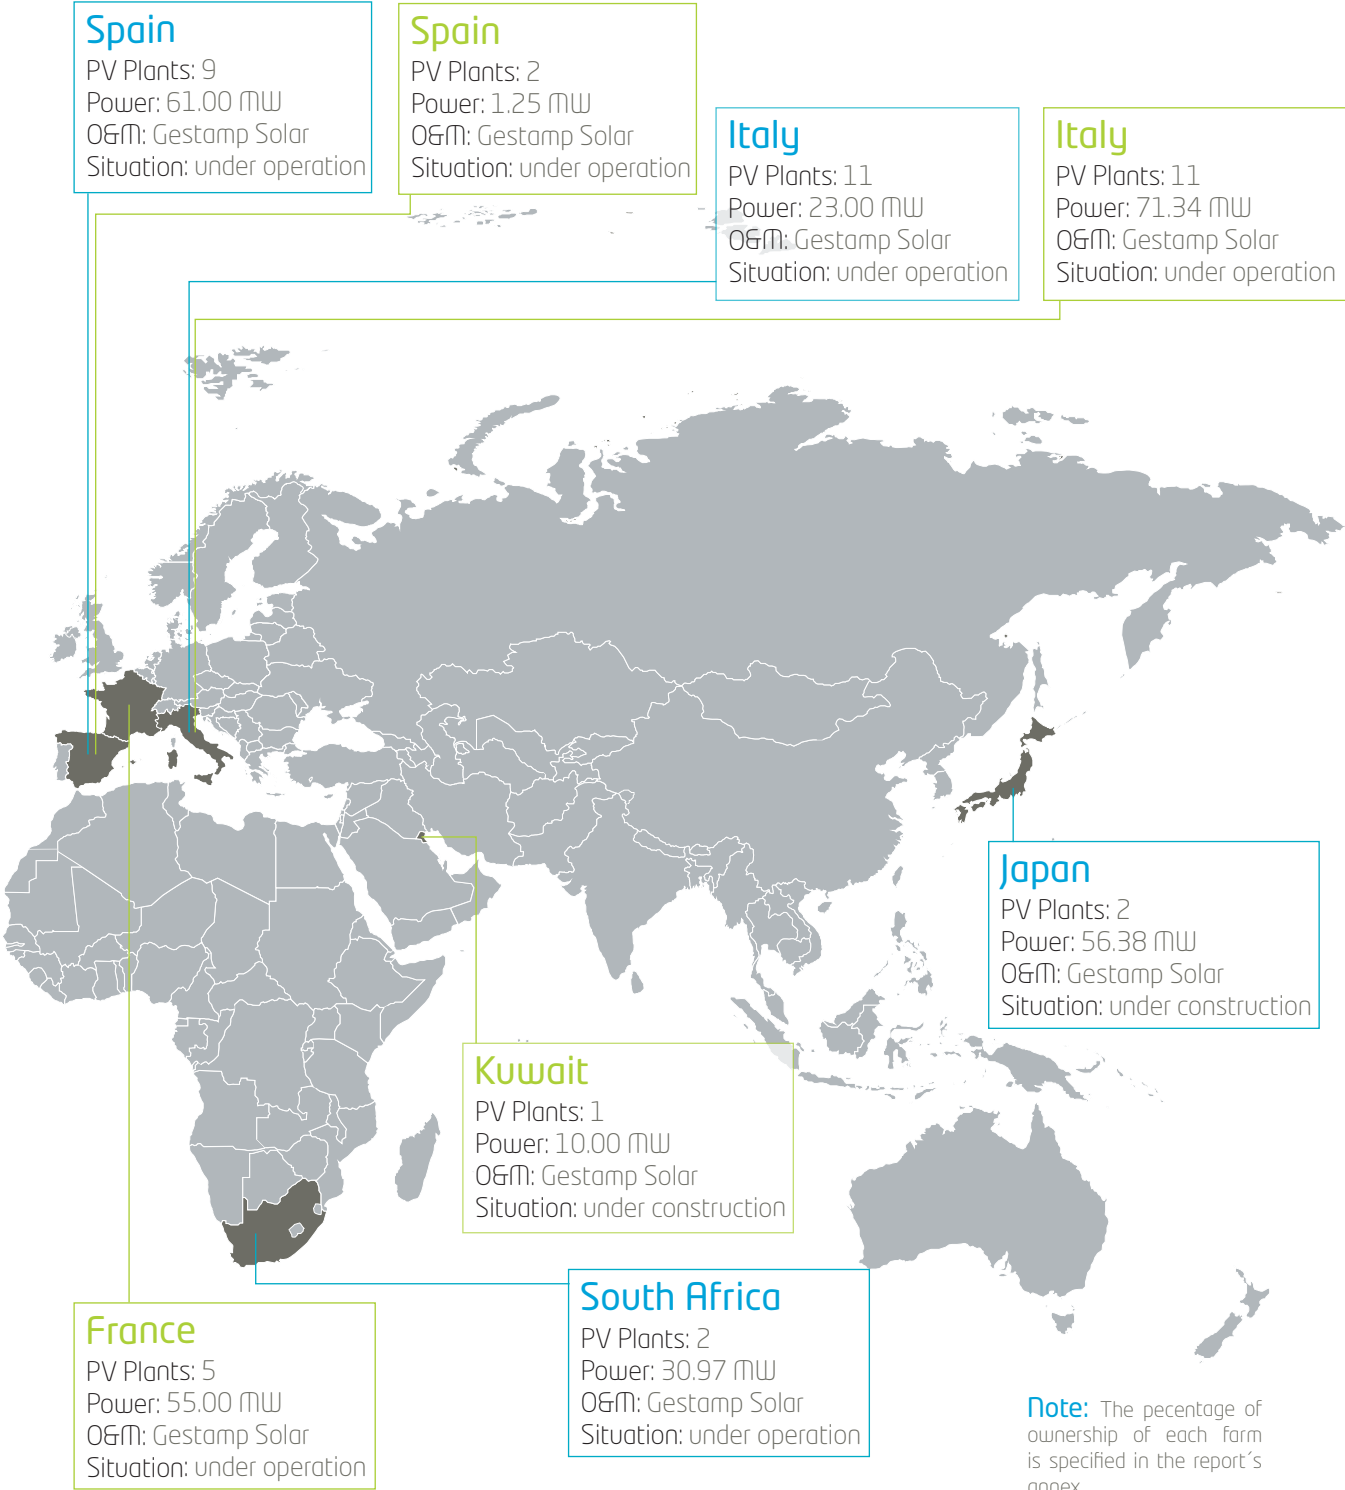 Spain
PV Plants: 9
Power: 61.00 MW
O&M: Gestamp Solar
Situation: under operation
Spain
PV Plants: 2
Power: 1.25 MW
O&M: Gestamp Solar
Situation: under operation
Italy
PV Plants: 11
Power: 23.00 MW
O&M: Gestamp Solar
Situation: under operation
Italy
PV Plants: 11
Power: 71.34 MW
O&M: Gestamp Solar
Situation: under operation
Japan
PV Plants: 2
Power: 56.38 MW
O&M: Gestamp Solar
Situation: under construction
Kuwait
PV Plants: 1
Power: 10.00 MW
O&M: Gestamp Solar
Situation: under construction
South Africa
PV Plants: 2
Power: 30.97 MW
O&M: Gestamp Solar
Situation: under operation
France
PV Plants: 5
Power: 55.00 MW
O&M: Gestamp Solar
Situation: under operation
Note: The pecentage of
ownership of each farm
is specified in the report´s
annex